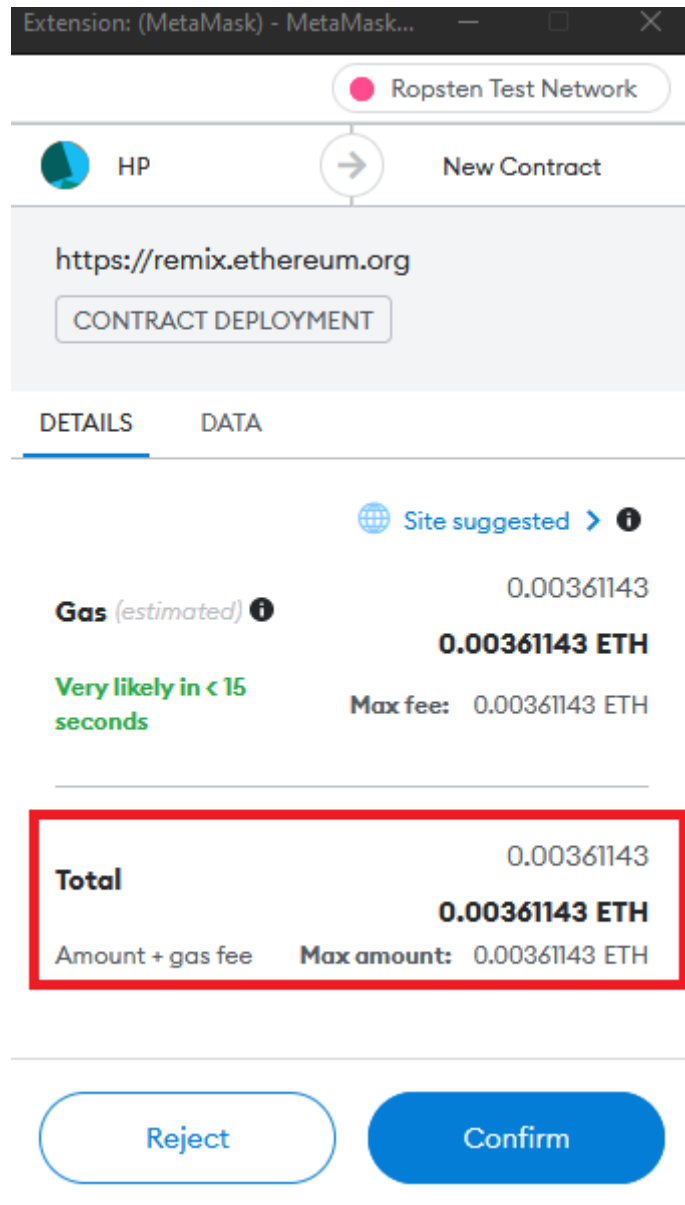 Extension: (MetaMask) - MetaMask...
Ropsten Test Network
HP
New Contract
https://remix.ethereum.org
CONTRACT DEPLOYMENT
DETAILS DATA
Site suggested
0.00361143
Gas (estimated)
0.00361143 ETH
Very likely in < 15
seconds
Max fee: 0.00361143 ETH
0.00361143
Total
0.00361143 ETH
Amount + gas fee Max amount: 0.00361143 ETH
Reject Confirm